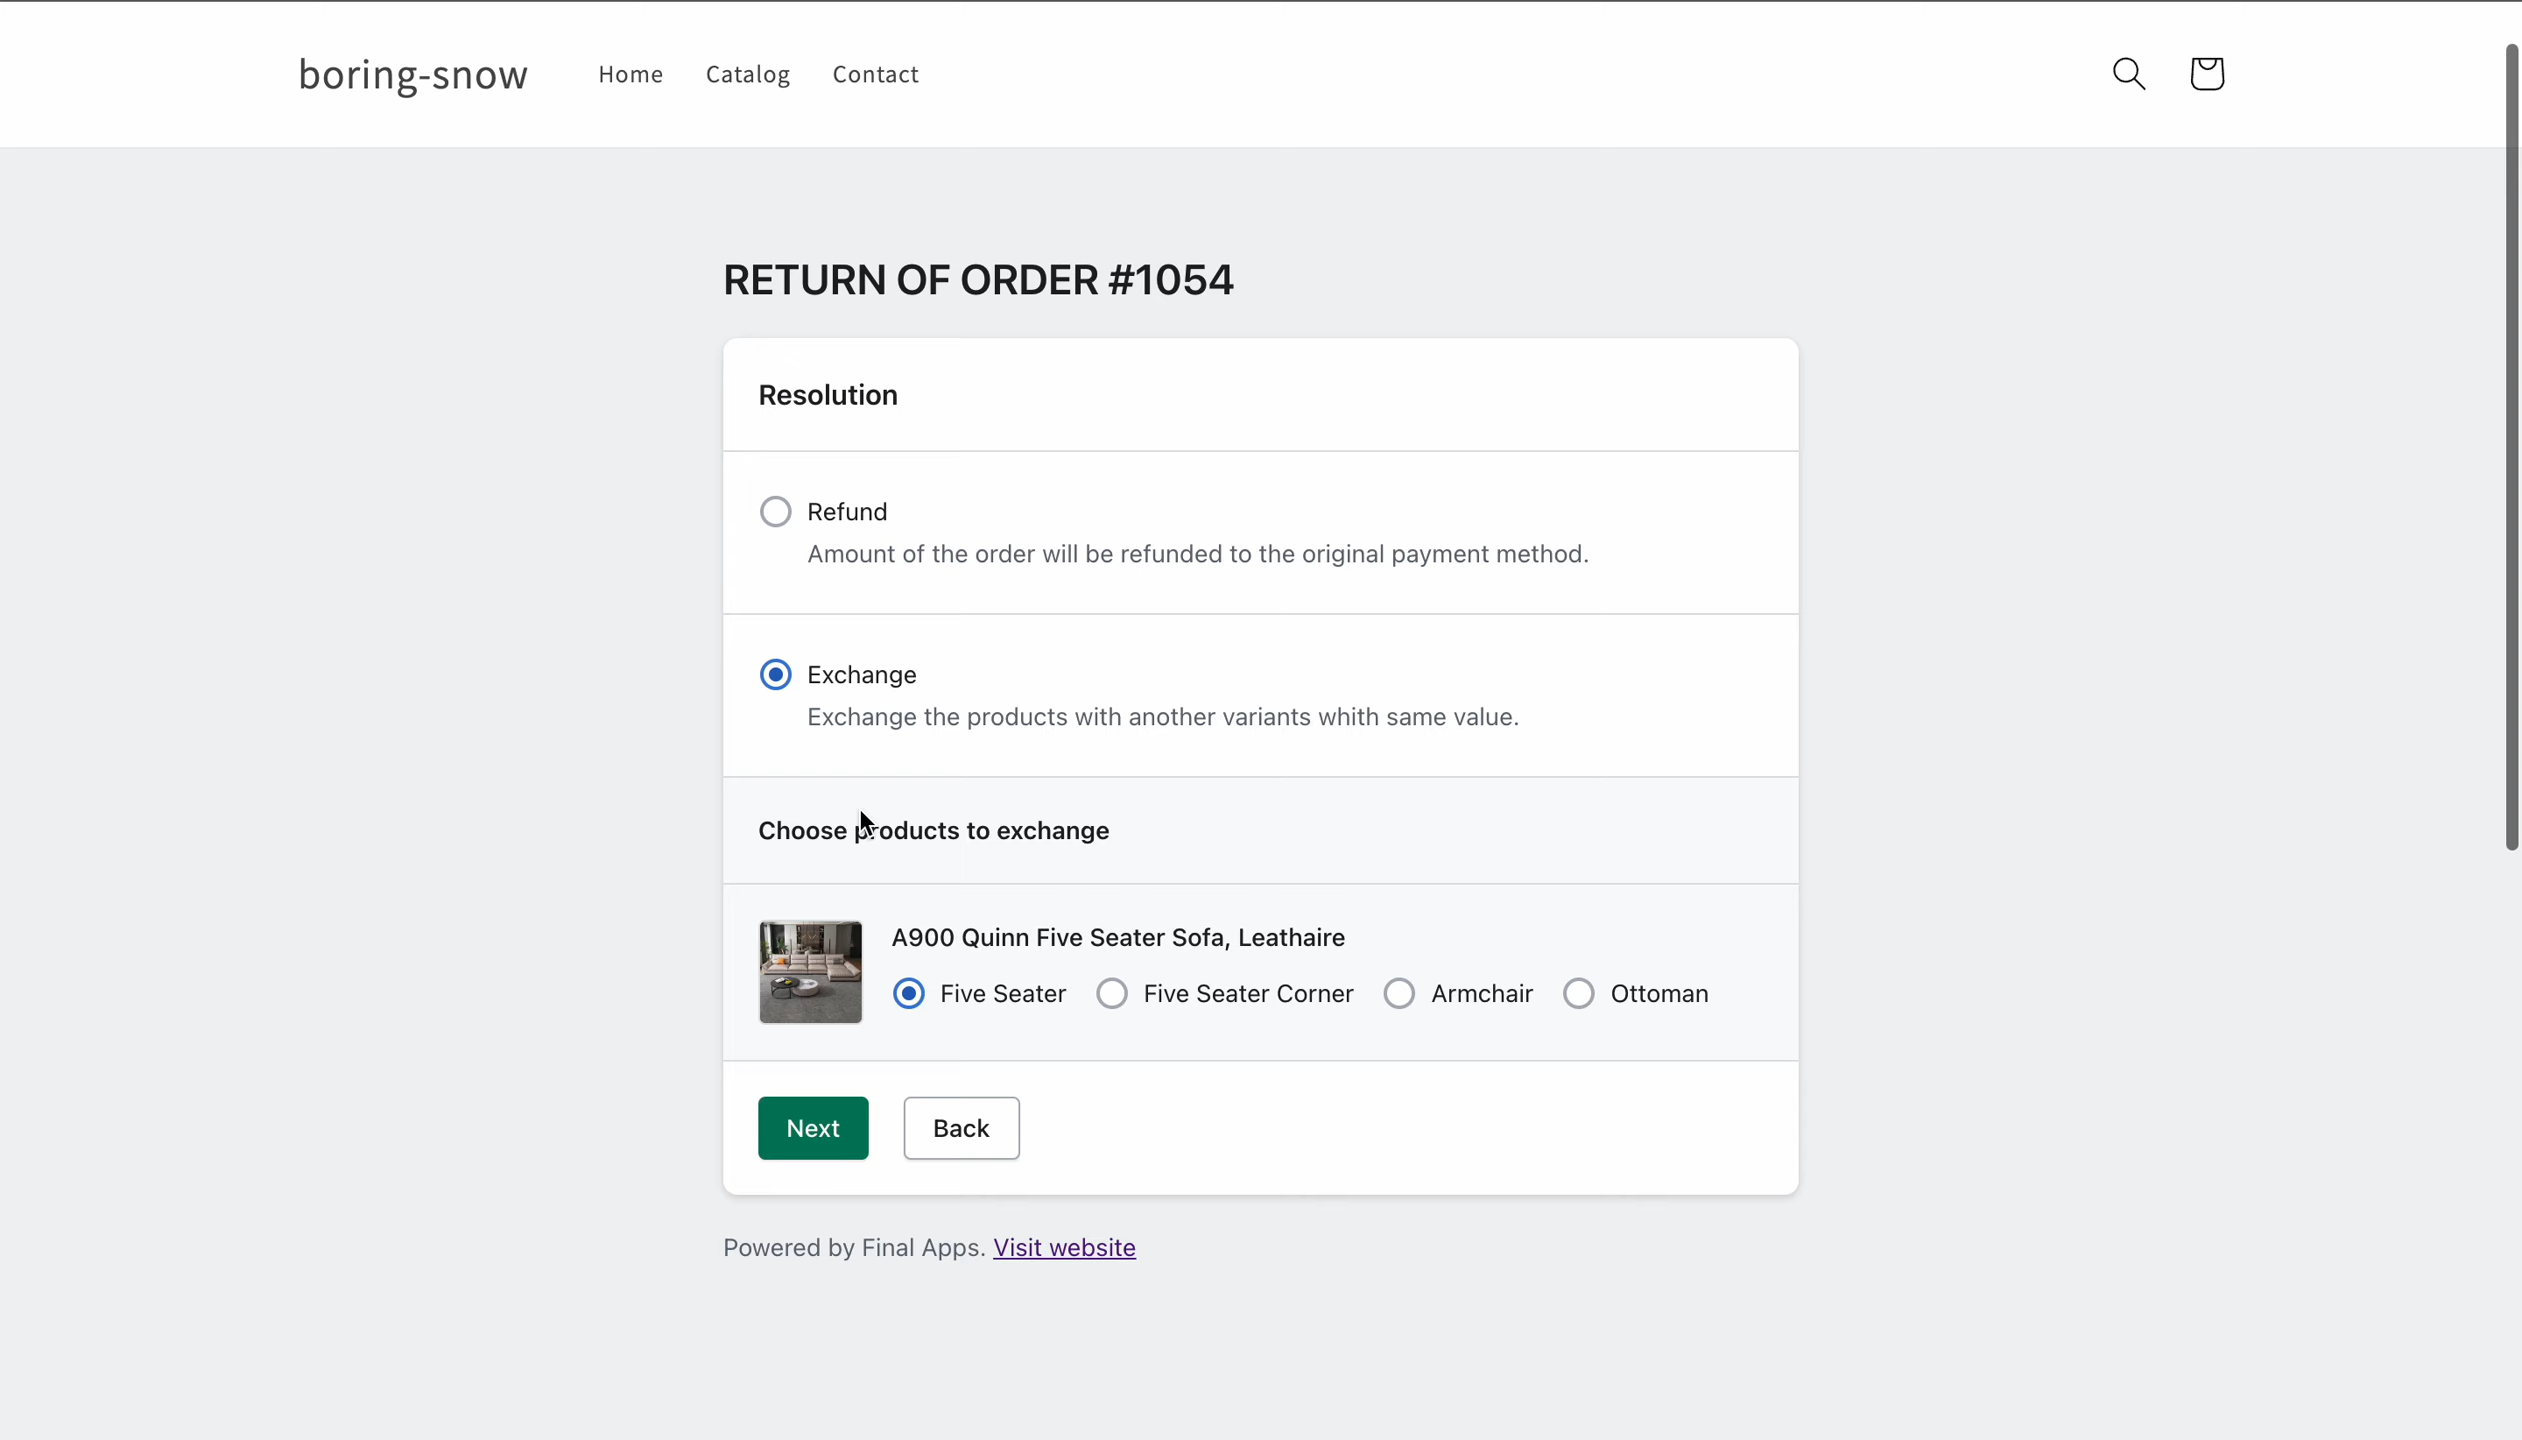 boring-snow
Home Catalog Contact
RETURN OF ORDER #1054
Resolution
Refund
Amount of the order will be refunded to the original payment method.
Exchange
Exchange the products with another variants whith same value.
Choose products to exchange
A900 Quinn Five Seater Sofa, Leathaire
Five Seater Five Seater Corner Armchair Ottoman
Next Back
Powered by Final Apps. Visit website